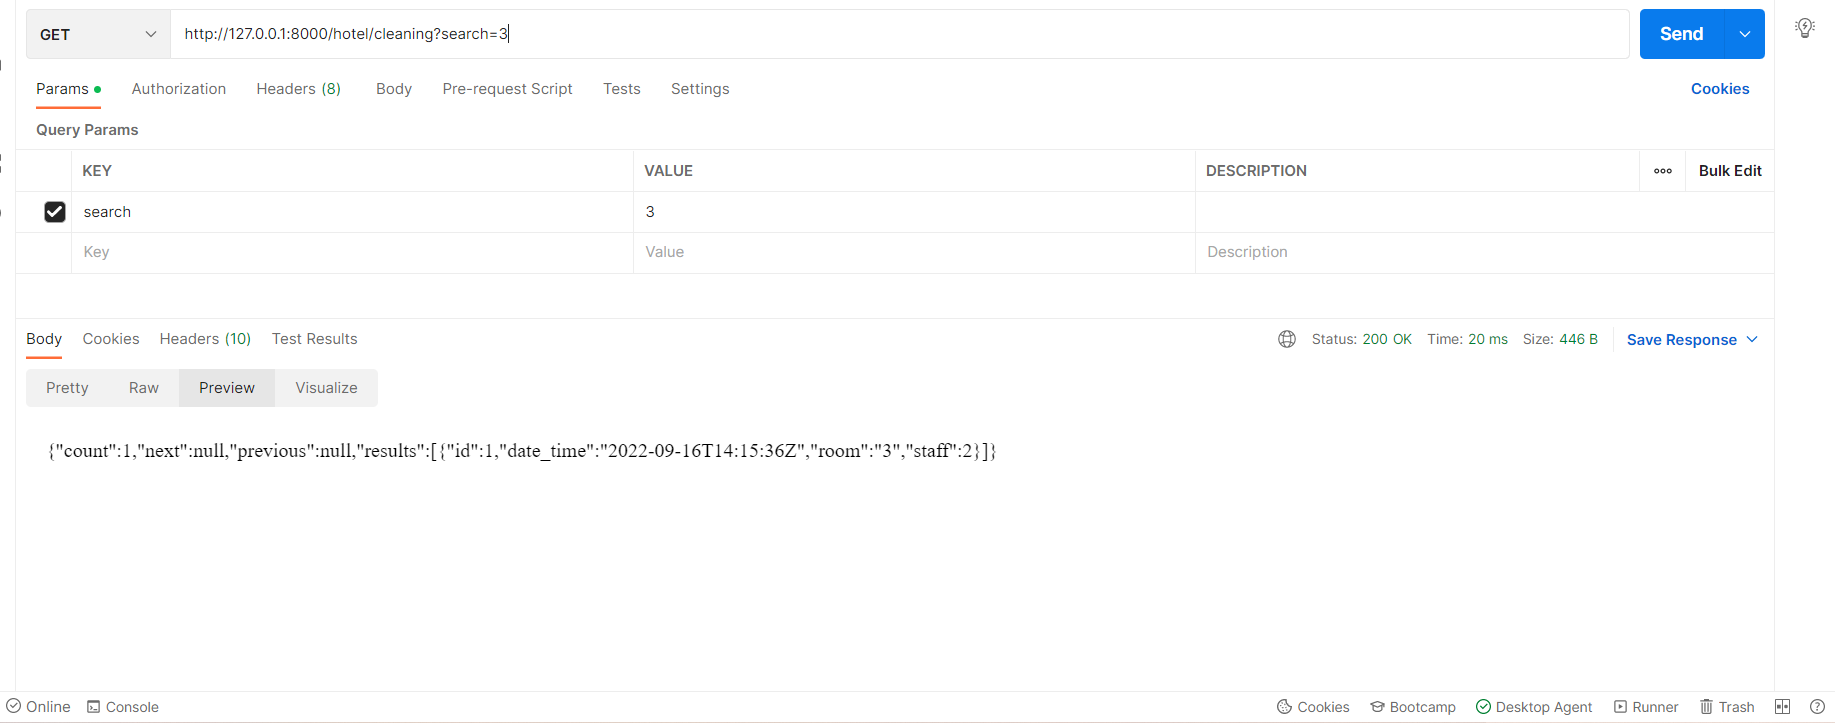 GET http://127.0.0.1:8000/hotel/cleaning?search=3 Send
Params Authorization Headers (8) Body Pre-request Script Tests Settings Cookies
Query Params
KEY VALUE DESCRIPTION Bulk Edit
search 3
Key Value Description
Body Cookies Headers (10) Test Results Status: 200 OK Time: 20 ms Size: 446 B Save Response
Pretty Raw Preview Visualize
{"count":1,"next":null,"previous":null,"results":[{"id":1,"date_time":"2022-09-16T14:15:36Z","room":"3","staff":2}]}
Online Console Cookies Bootcamp Desktop Agent Runner Trash